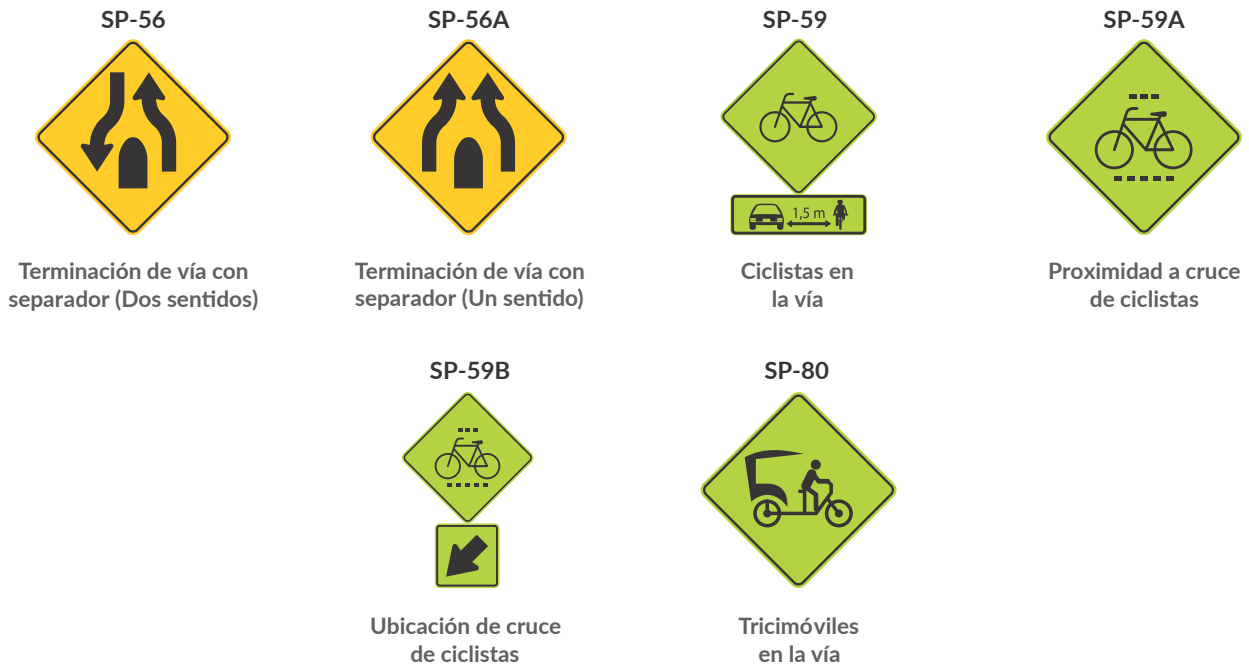 SP-56
SP-56A
SP-59
SP-59A
1,5 m
Terminación de vía con
separador (Dos sentidos)
Terminación de vía con
separador (Un sentido)
Ciclistas en
la vía
Proximidad a cruce
de ciclistas
SP-59B
SP-80
Ubicación de cruce
de ciclistas
Tricimóviles
en la vía